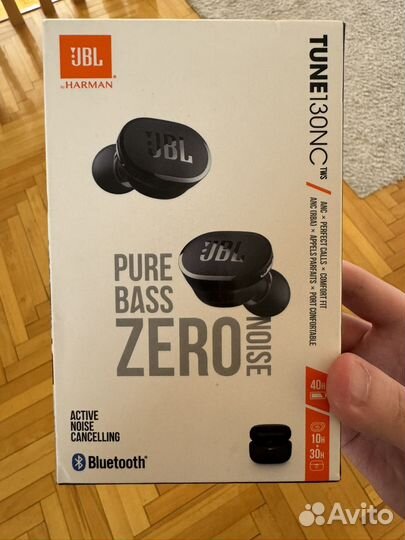 JBL
by HARMAN
TUNE130NC TWS
ANC × PERFECT CALLS × COMFORT FIT
ANC (RBA) × APPELS PARFAITS × PORT CONFORTABLE
JBL
JBL
PURE
BASS
ZERO
NOISE
ACTIVE
NOISE
CANCELLING
Bluetooth®
40H
10H
+
30H
Avito